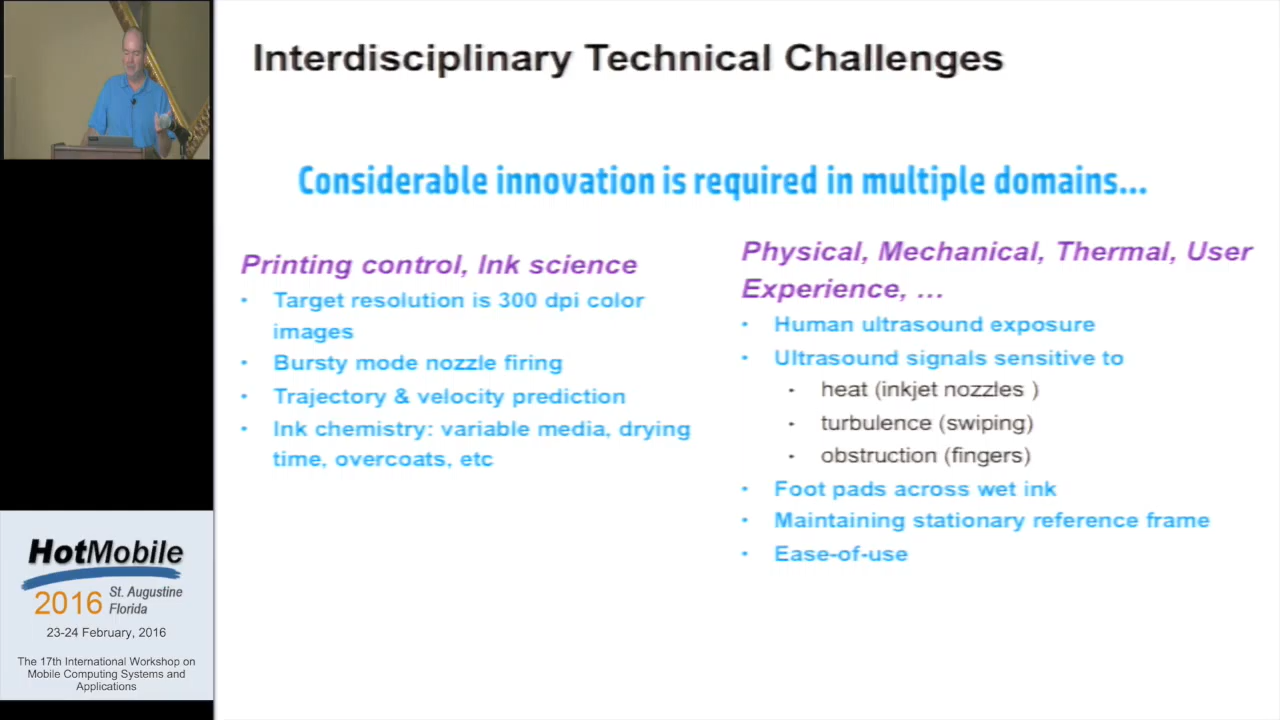 Interdisciplinary Technical Challenges
Considerable innovation is required in multiple domains...
Printing control, Ink science
• Target resolution is 300 dpi color
images
• Bursty mode nozzle firing
• Trajectory & velocity prediction
• Ink chemistry: variable media, drying
time, overcoats, etc
Physical, Mechanical, Thermal, User
Experience, ...
• Human ultrasound exposure
• Ultrasound signals sensitive to
• heat (inkjet nozzles )
• turbulence (swiping)
• obstruction (fingers)
• Foot pads across wet ink
• Maintaining stationary reference frame
• Ease-of-use
HotMobile
2016 St. Augustine
Florida
23-24 February, 2016
The 17th International Workshop on
Mobile Computing Systems and
Applications